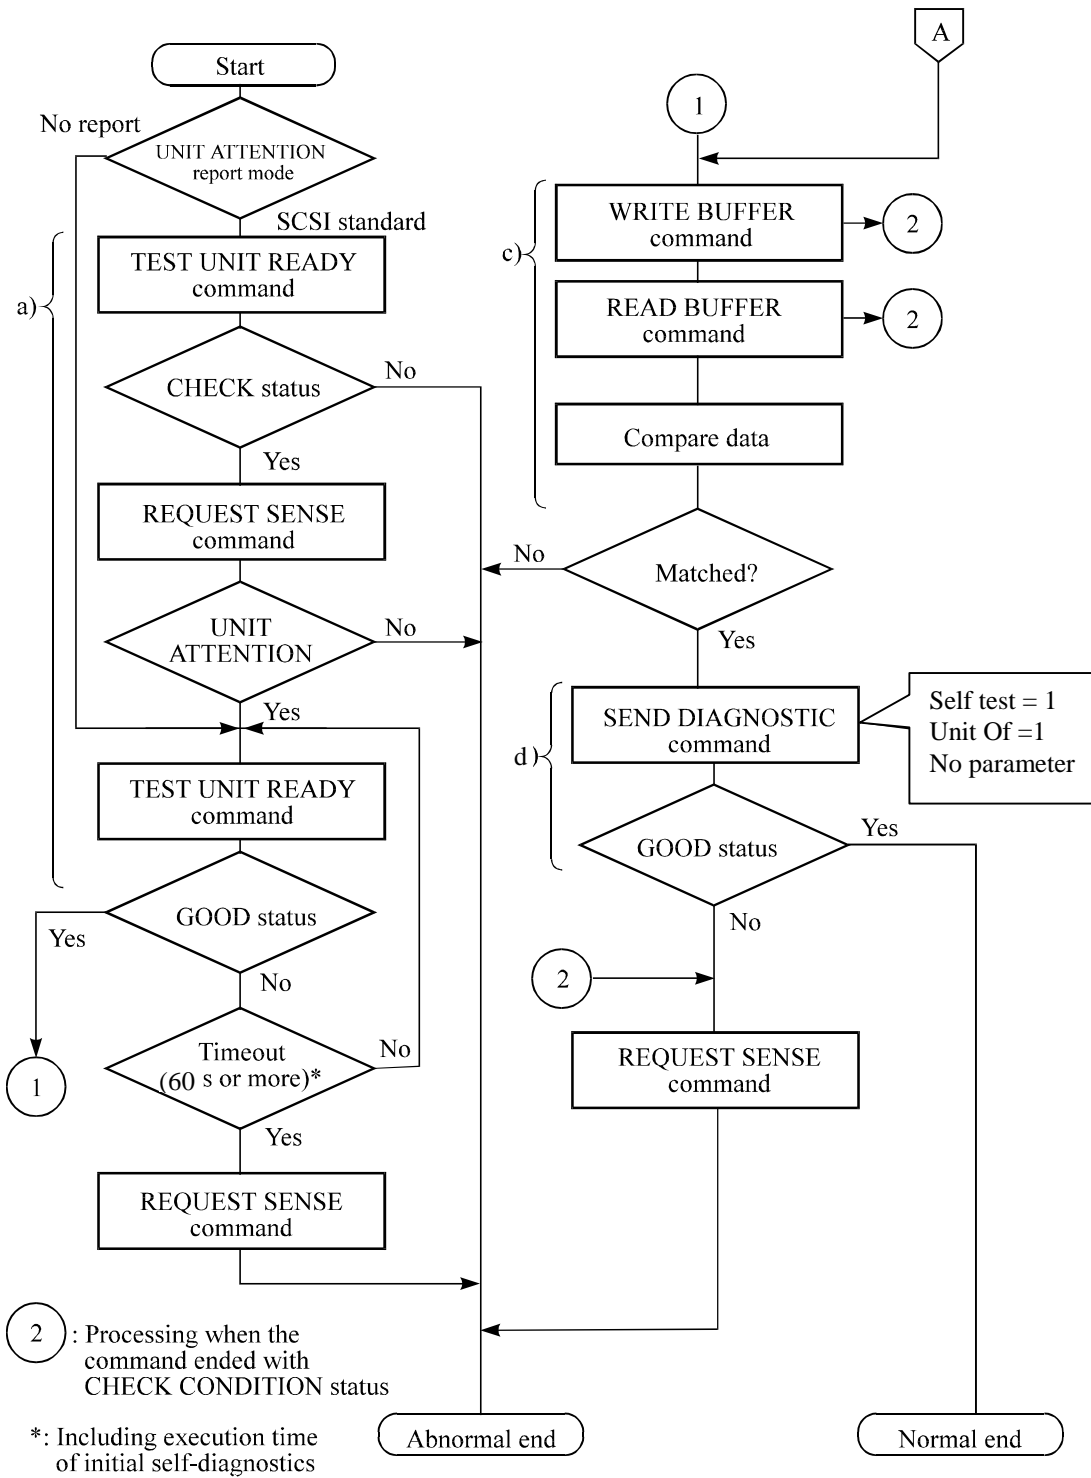 Start
No report
UNIT ATTENTION
report mode
SCSI standard
a)
TEST UNIT READY
command
CHECK status
No
Yes
REQUEST SENSE
command
UNIT
ATTENTION
No
Yes
TEST UNIT READY
command
GOOD status
Yes
No
1
Timeout
(60 s or more)*
No
Yes
REQUEST SENSE
command
2
: Processing when the
command ended with
CHECK CONDITION status
*: Including execution time
of initial self-diagnostics
A
1
c)
WRITE BUFFER
command
2
READ BUFFER
command
2
Compare data
Matched?
No
Yes
d)
SEND DIAGNOSTIC
command
Self test = 1
Unit Of =1
No parameter
GOOD status
Yes
No
2
REQUEST SENSE
command
Abnormal end
Normal end